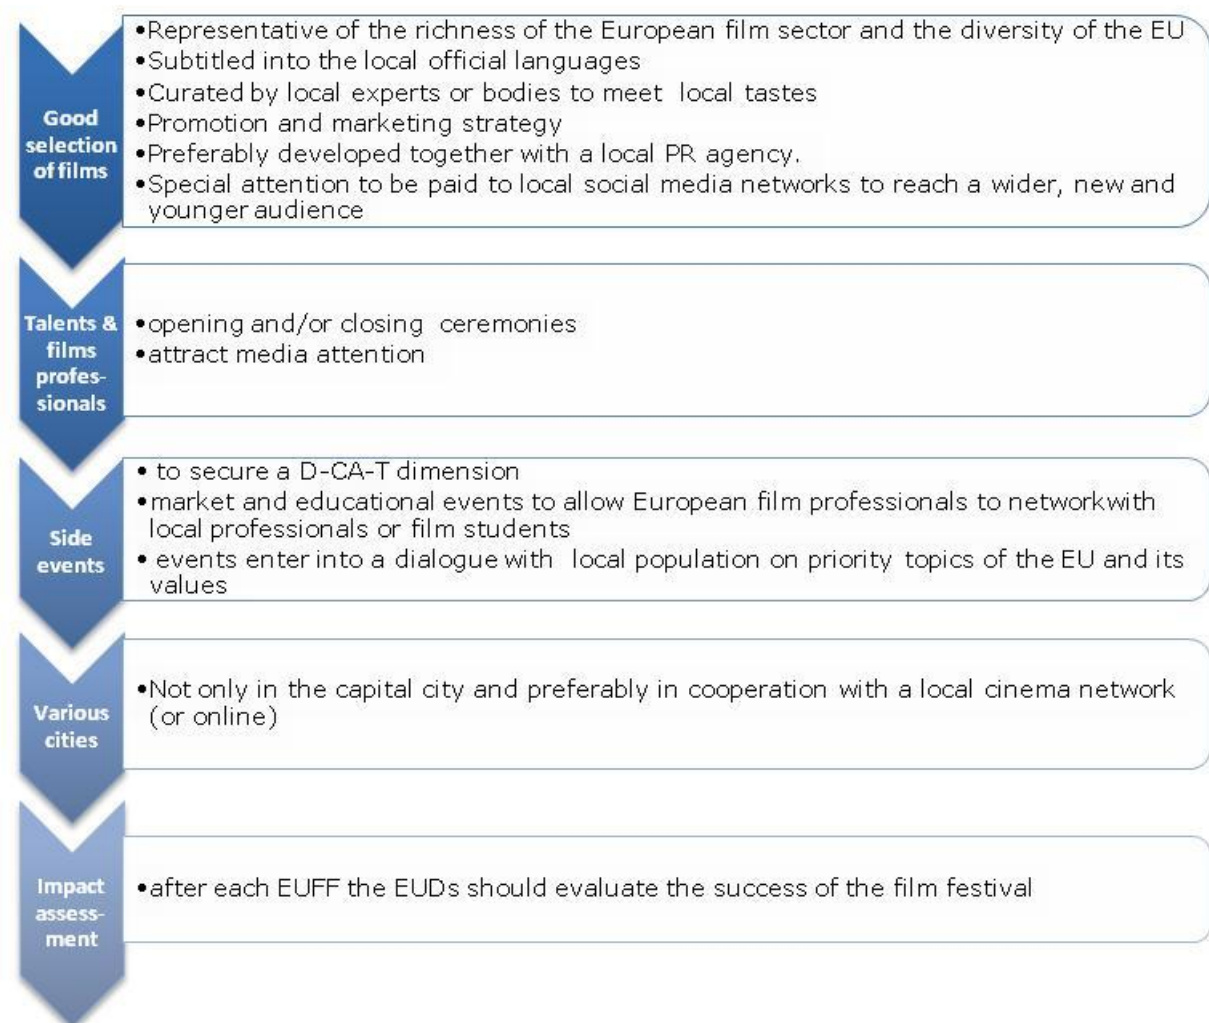 Good
selection
of films
•Representative of the richness of the European film sector and the diversity of the EU
•Subtitled into the local official languages
•Curated by local experts or bodies to meet local tastes
•Promotion and marketing strategy
•Preferably developed together with a local PR agency.
•Special attention to be paid to local social media networks to reach a wider, new and
younger audience
Talents &
films
profes-
sionals
•opening and/or closing ceremonies
•attract media attention
Side
events
• to secure a D-CA-T dimension
•market and educational events to allow European film professionals to networkwith
local professionals or film students
• events enter into a dialogue with local population on priority topics of the EU and its
values
Various
cities
•Not only in the capital city and preferably in cooperation with a local cinema network
(or online)
Impact
assess-
ment
•after each EUFF the EUDs should evaluate the success of the film festival